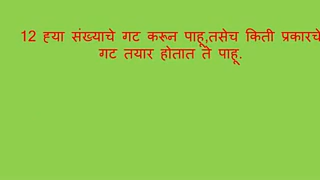 12 ह्या संख्याचे गट करून पाहू,तसेच किती प्रकारचे
गट तयार होतात ते पाहू.